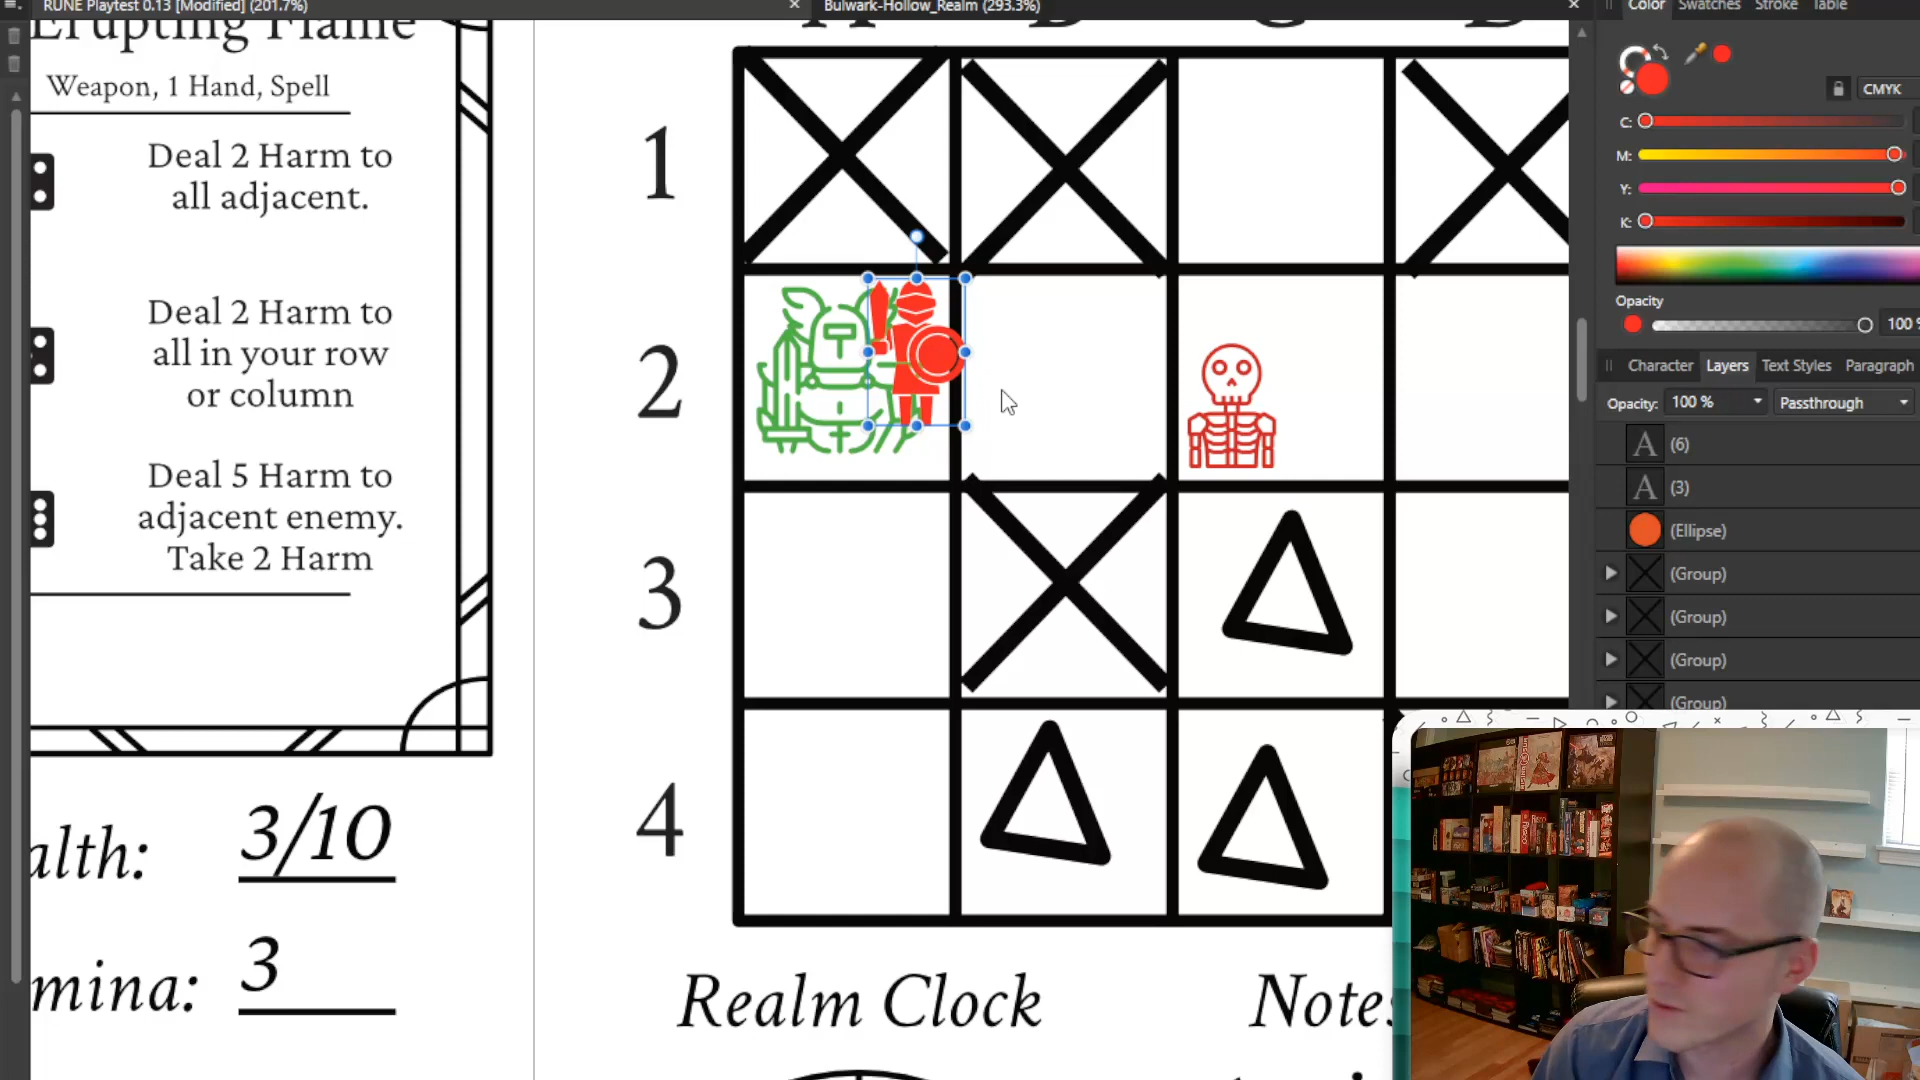 RUNE Playtest 0.13 [Modified] (201.7%)
Bulwark-Hollow_Realm (293.3%)
Erupting Flame
Weapon, 1 Hand, Spell
Deal 2 Harm to
all adjacent.
Deal 2 Harm to
all in your row
or column
Deal 5 Harm to
adjacent enemy.
Take 2 Harm
alth: 3/10
mina: 3
1
2
3
4
Realm Clock
Notes
Color Swatches Stroke Table
CMYK
C:
M:
Y:
K:
Opacity
100 %
Character Layers Text Styles Paragraph
Opacity: 100 % Passthrough
A (6)
A (3)
(Ellipse)
(Group)
(Group)
(Group)
(Group)